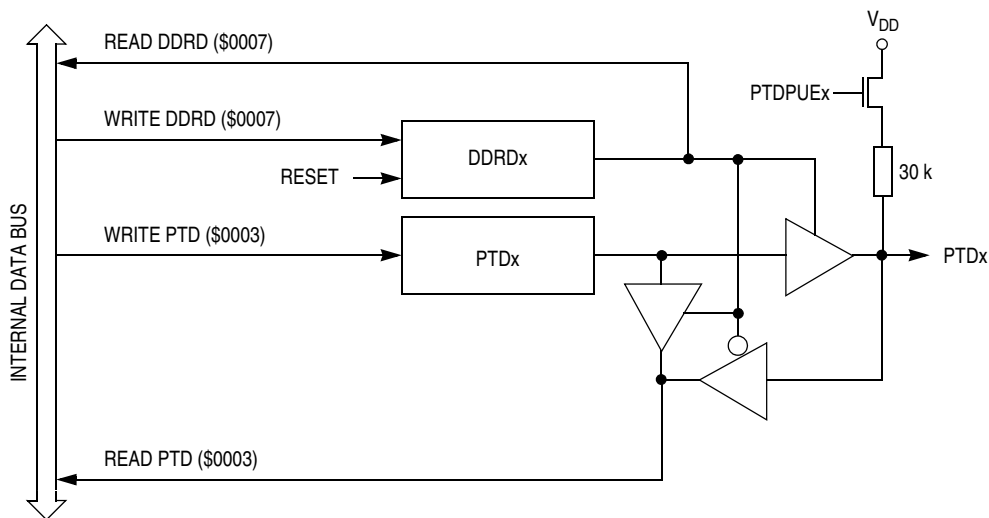 READ DDRD ($0007)
VDD
PTDPUEx
WRITE DDRD ($0007)
DDRDx
30 k
RESET
INTERNAL DATA BUS
WRITE PTD ($0003)
PTDx
PTDx
READ PTD ($0003)